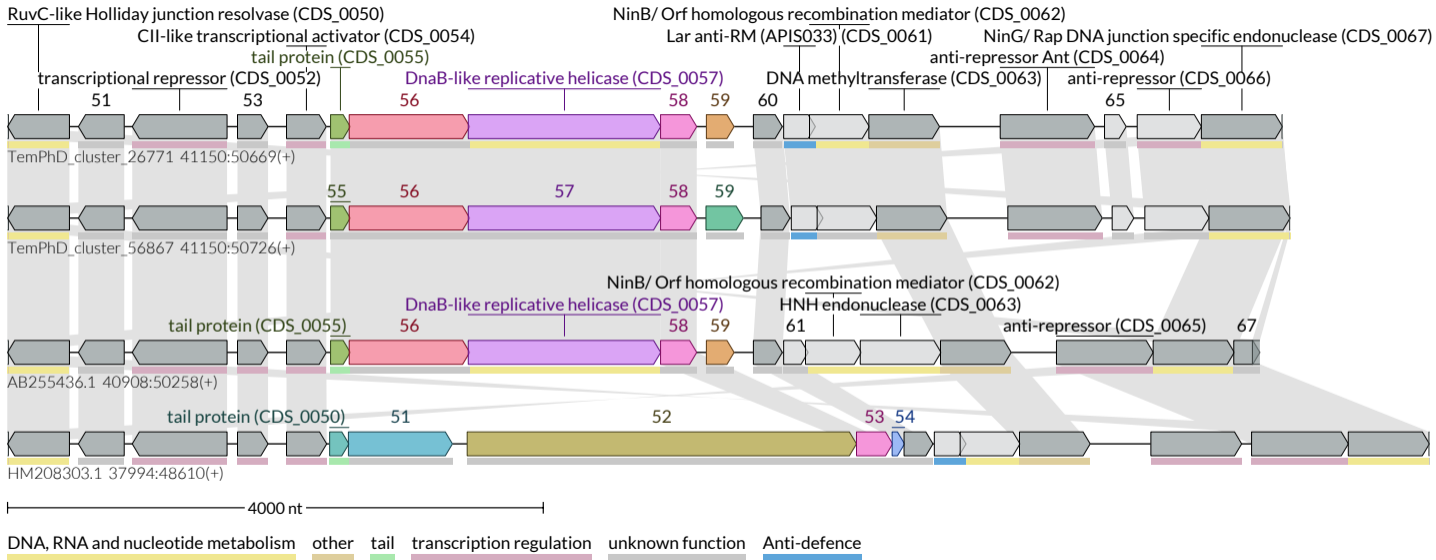 RuvC-like Holliday junction resolvase (CDS_0050) NinB/ Orf homologous recombination mediator (CDS_0062)
CII-like transcriptional activator (CDS_0054) Lar anti-RM (APIS033) (CDS_0061) NinG/ Rap DNA junction specific endonuclease (CDS_0067)
tail protein (CDS_0055) anti-repressor Ant (CDS_0064)
transcriptional repressor (CDS_0052) DnaB-like replicative helicase (CDS_0057) DNA methyltransferase (CDS_0063) anti-repressor (CDS_0066)
51 53 56 58 59 60 65
TemPhD_cluster_26771 41150:50669(+)
55 56 57 58 59
TemPhD_cluster_56867 41150:50726(+)
NinB/ Orf homologous recombination mediator (CDS_0062)
DnaB-like replicative helicase (CDS_0057) HNH endonuclease (CDS_0063)
tail protein (CDS_0055) 56 58 59 61 anti-repressor (CDS_0065) 67
AB255436.1 40908:50258(+)
tail protein (CDS_0050) 51 52 53 54
HM208303.1 37994:48610(+)
4000 nt
DNA, RNA and nucleotide metabolism other tail transcription regulation unknown function Anti-defence